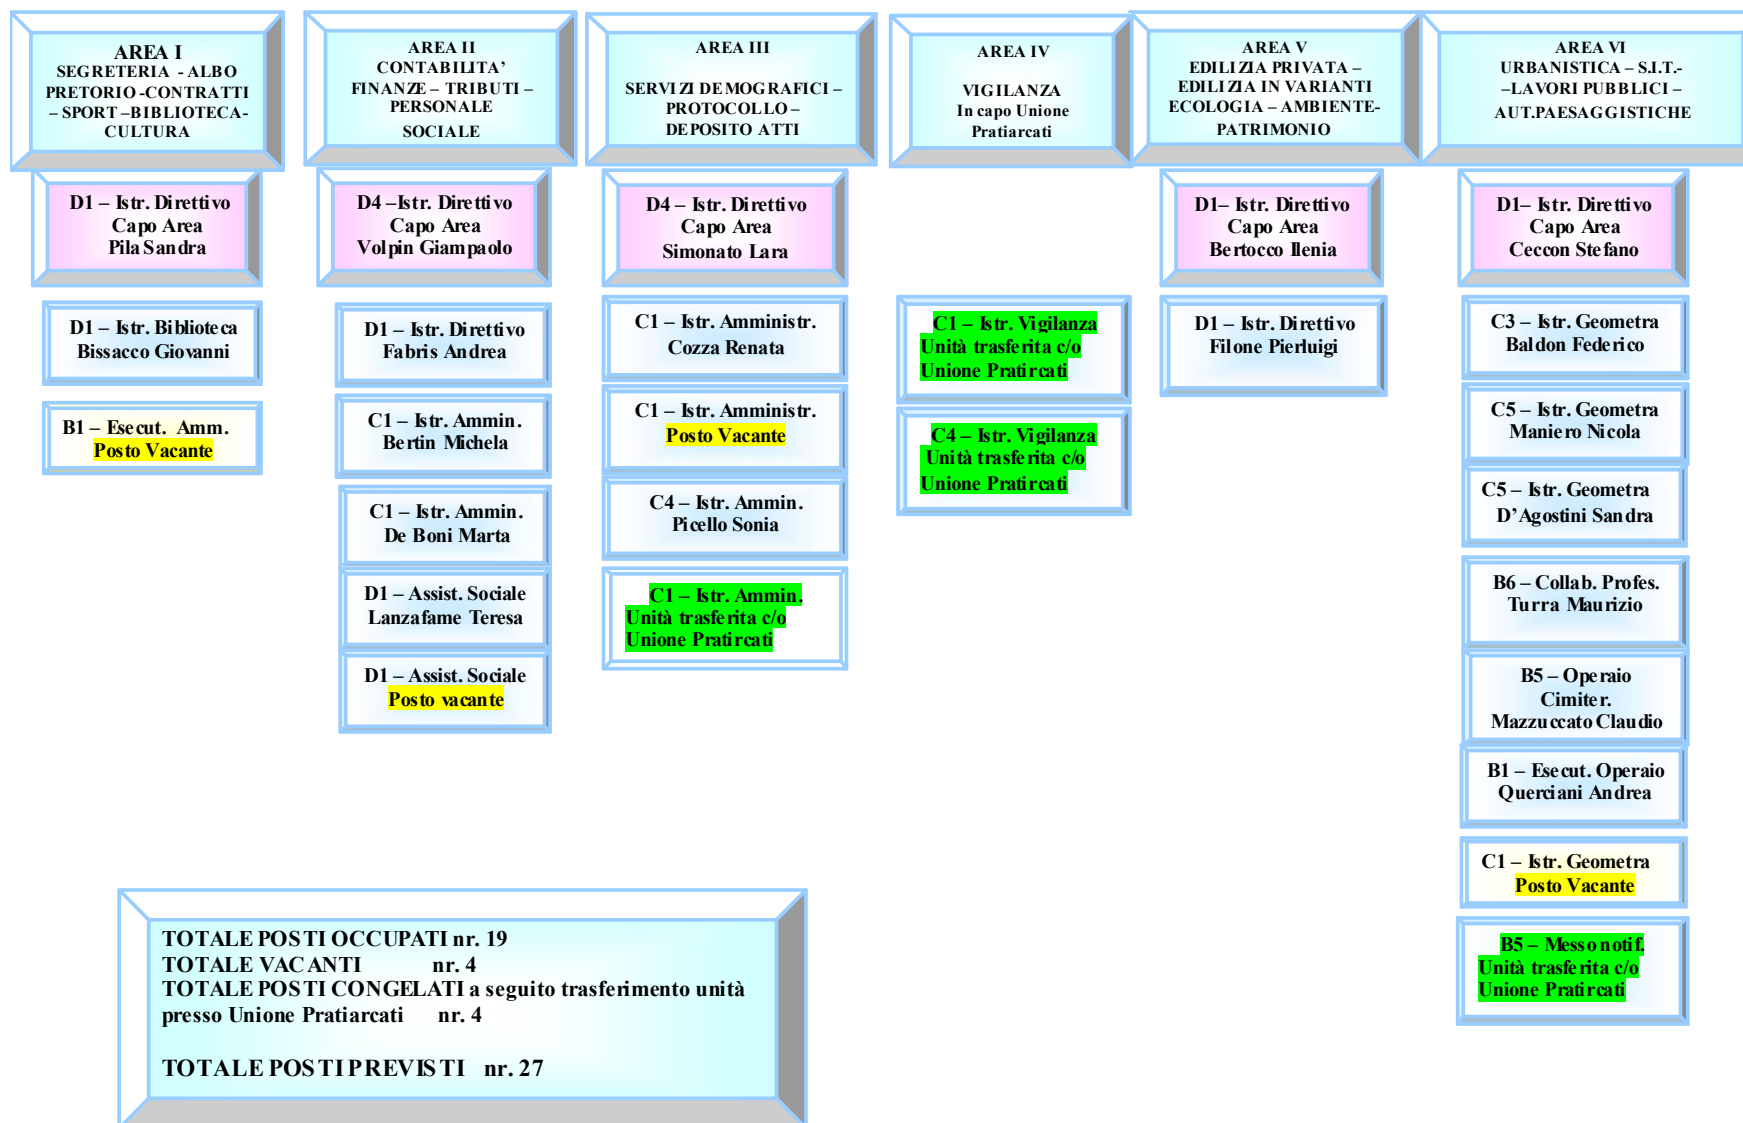 AREA I
SEGRETERIA - ALBO
PRETORIO -CONTRATTI
– SPORT –BIBLIOTECA-
CULTURA
D1 – Istr. Direttivo
Capo Area
Pila Sandra
D1 – Istr. Biblioteca
Bissacco Giovanni
B1 – Esecut. Amm.
Posto Vacante
AREA II
CONTABILITA’
FINANZE – TRIBUTI –
PERSONALE
SOCIALE
D4 –Istr. Direttivo
Capo Area
Volpin Giampaolo
D1 – Istr. Direttivo
Fabris Andrea
C1 – Istr. Ammin.
Bertin Michela
C1 – Istr. Ammin.
De Boni Marta
D1 – Assist. Sociale
Lanzafame Teresa
D1 – Assist. Sociale
Posto vacante
AREA III
SERVIZI DEMOGRAFICI –
PROTOCOLLO –
DEPOSITO ATTI
D4 – Istr. Direttivo
Capo Area
Simonato Lara
C1 – Istr. Amministr.
Cozza Renata
C1 – Istr. Amministr.
Posto Vacante
C4 – Istr. Ammin.
Picello Sonia
C1 – Istr. Ammin.
Unità trasferita c/o
Unione Pratircati
AREA IV
VIGILANZA
In capo Unione
Pratiarcati
C1 – Istr. Vigilanza
Unità trasferita c/o
Unione Pratircati
C4 – Istr. Vigilanza
Unità trasferita c/o
Unione Pratircati
AREA V
EDILIZIA PRIVATA –
EDILIZIA IN VARIANTI
ECOLOGIA – AMBIENTE-
PATRIMONIO
D1– Istr. Direttivo
Capo Area
Bertocco Ilenia
D1 – Istr. Direttivo
Filone Pierluigi
AREA VI
URBANISTICA – S.I.T.-
–LAVORI PUBBLICI –
AUT.PAESAGGISTICHE
D1– Istr. Direttivo
Capo Area
Ceccon Stefano
C3 – Istr. Geometra
Baldon Federico
C5 – Istr. Geometra
Maniero Nicola
C5 – Istr. Geometra
D’Agostini Sandra
B6 – Collab. Profes.
Turra Maurizio
B5 – Operaio
Cimiter.
Mazzuccato Claudio
B1 – Esecut. Operaio
Querciani Andrea
C1 – Istr. Geometra
Posto Vacante
B5 – Messo notif.
Unità trasferita c/o
Unione Pratircati
TOTALE POSTI OCCUPATI nr. 19
TOTALE VACANTI nr. 4
TOTALE POSTI CONGELATI a seguito trasferimento unità
presso Unione Pratiarcati nr. 4
TOTALE POSTI PREVISTI nr. 27